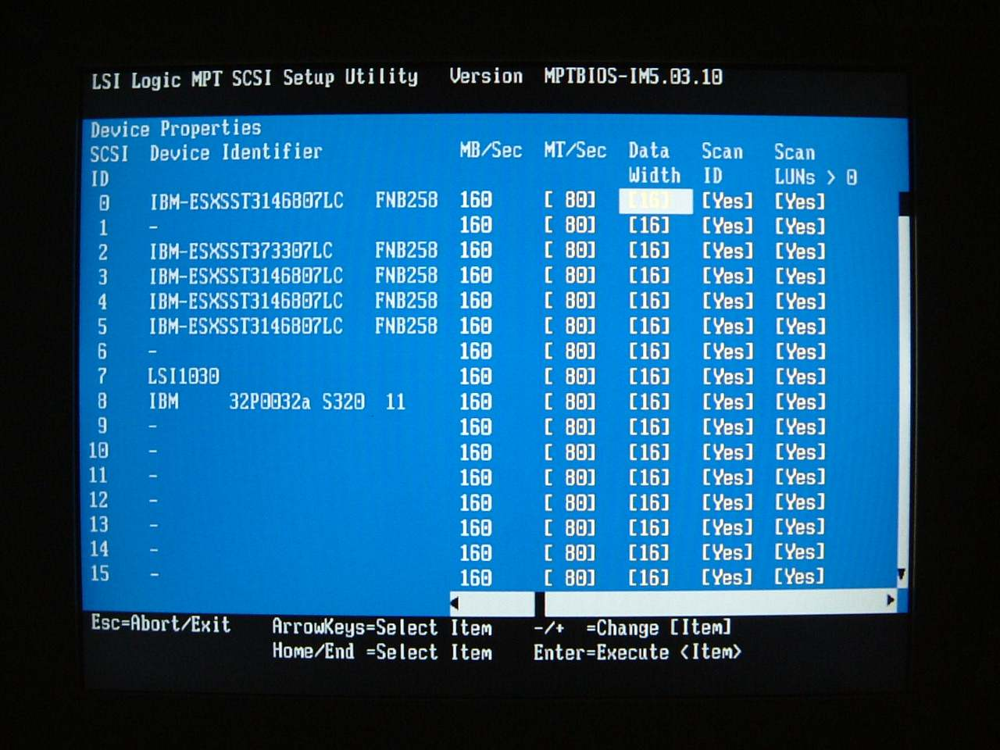 LSI Logic MPT SCSI Setup Utility Version MPTBIOS-IM5.03.10
Device Properties
SCSI Device Identifier MB/Sec MT/Sec Data Scan Scan
ID Width ID LUNs > 0
0 IBM-ESXSST3146807LC FNB258 160 [ 80] [16] [Yes] [Yes]
1 - 160 [ 80] [16] [Yes] [Yes]
2 IBM-ESXSST373307LC FNB258 160 [ 80] [16] [Yes] [Yes]
3 IBM-ESXSST3146807LC FNB258 160 [ 80] [16] [Yes] [Yes]
4 IBM-ESXSST3146807LC FNB258 160 [ 80] [16] [Yes] [Yes]
5 IBM-ESXSST3146807LC FNB258 160 [ 80] [16] [Yes] [Yes]
6 - 160 [ 80] [16] [Yes] [Yes]
7 LSI1030 160 [ 80] [16] [Yes] [Yes]
8 IBM 32P0032a S320 11 160 [ 80] [16] [Yes] [Yes]
9 - 160 [ 80] [16] [Yes] [Yes]
10 - 160 [ 80] [16] [Yes] [Yes]
11 - 160 [ 80] [16] [Yes] [Yes]
12 - 160 [ 80] [16] [Yes] [Yes]
13 - 160 [ 80] [16] [Yes] [Yes]
14 - 160 [ 80] [16] [Yes] [Yes]
15 - 160 [ 80] [16] [Yes] [Yes]
Esc=Abort/Exit ArrowKeys=Select Item -/+ =Change [Item]
Home/End =Select Item Enter=Execute <Item>